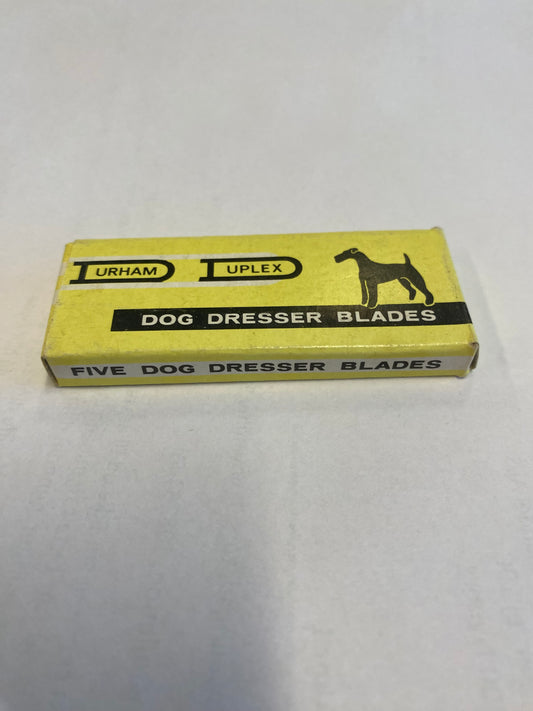 DURHAM DUPLEX
DOG DRESSER BLADES
FIVE DOG DRESSER BLADES